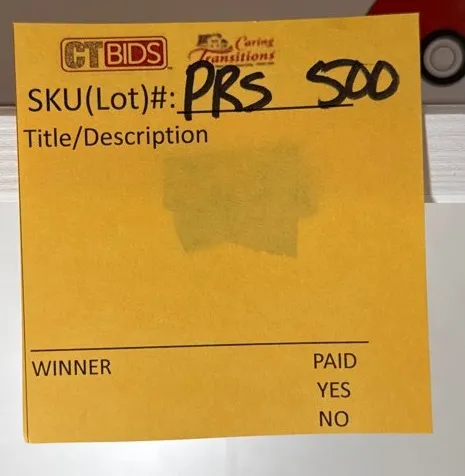 CTBIDS Caring Transitions
SKU(Lot)#: PRS 500
Title/Description
WINNER PAID
YES
NO